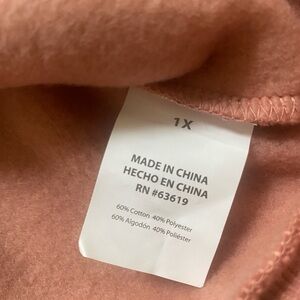 1X
MADE IN CHINA
HECHO EN CHINA
RN #63619
60% Cotton 40% Polyester
60% Algodón 40% Poliéster